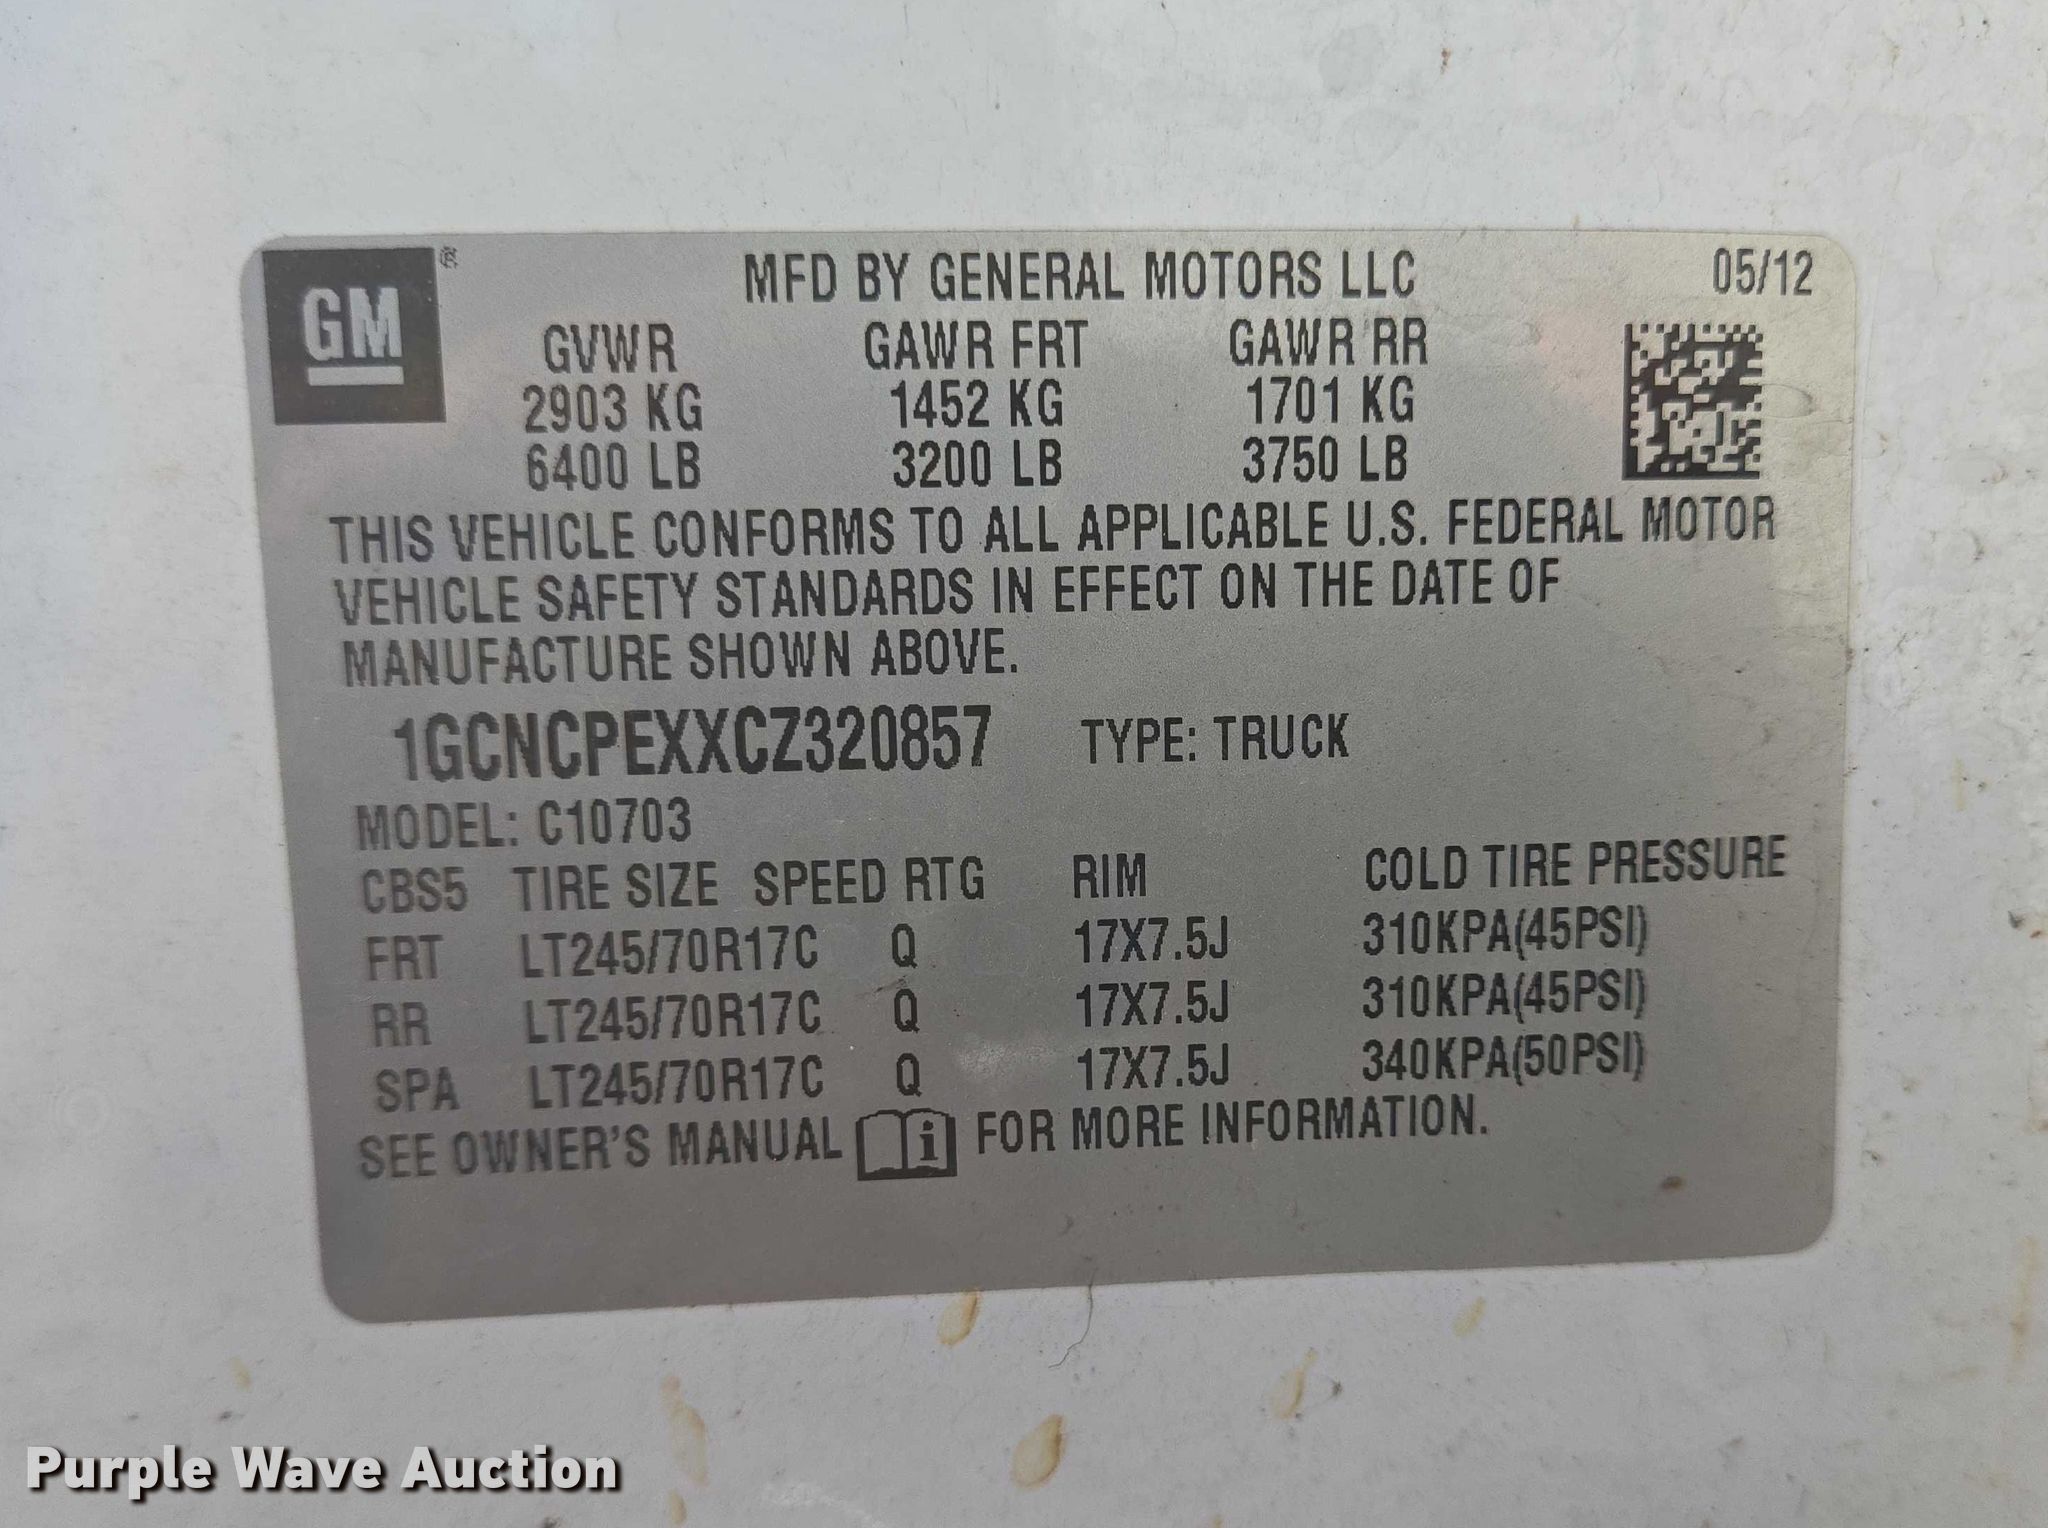 GM ®
MFD BY GENERAL MOTORS LLC 05/12
GVWR GAWR FRT GAWR RR
2903 KG 1452 KG 1701 KG
6400 LB 3200 LB 3750 LB
THIS VEHICLE CONFORMS TO ALL APPLICABLE U.S. FEDERAL MOTOR
VEHICLE SAFETY STANDARDS IN EFFECT ON THE DATE OF
MANUFACTURE SHOWN ABOVE.
1GCNCPEXXCZ320857 TYPE: TRUCK
MODEL: C10703
CBS5 TIRE SIZE SPEED RTG RIM COLD TIRE PRESSURE
FRT LT245/70R17C Q 17X7.5J 310KPA(45PSI)
RR LT245/70R17C Q 17X7.5J 310KPA(45PSI)
SPA LT245/70R17C Q 17X7.5J 340KPA(50PSI)
SEE OWNER'S MANUAL i FOR MORE INFORMATION.
Purple Wave Auction